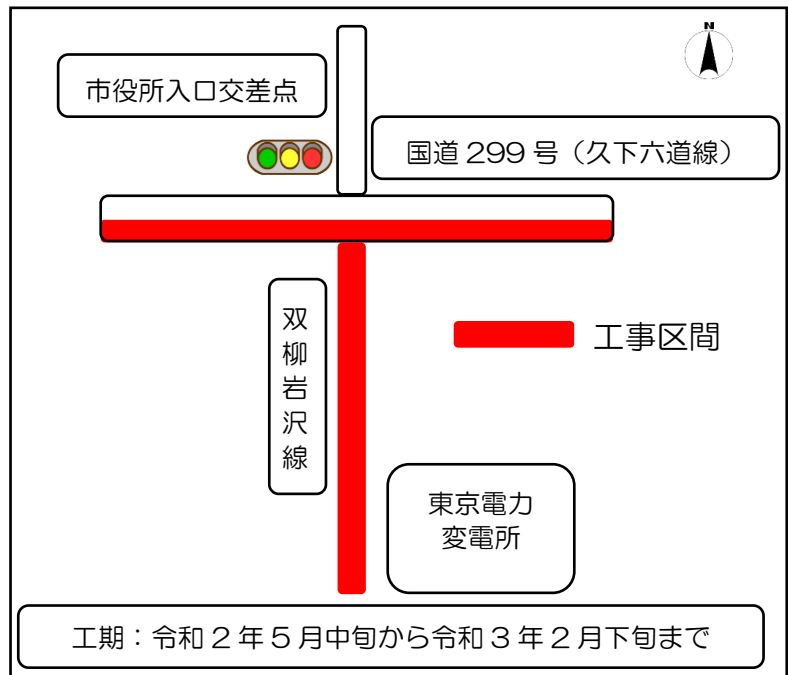 N
市役所入口交差点
国道299号（久下六道線）
双柳岩沢線
工事区間
東京電力
変電所
工期：令和2年5月中旬から令和3年2月下旬まで